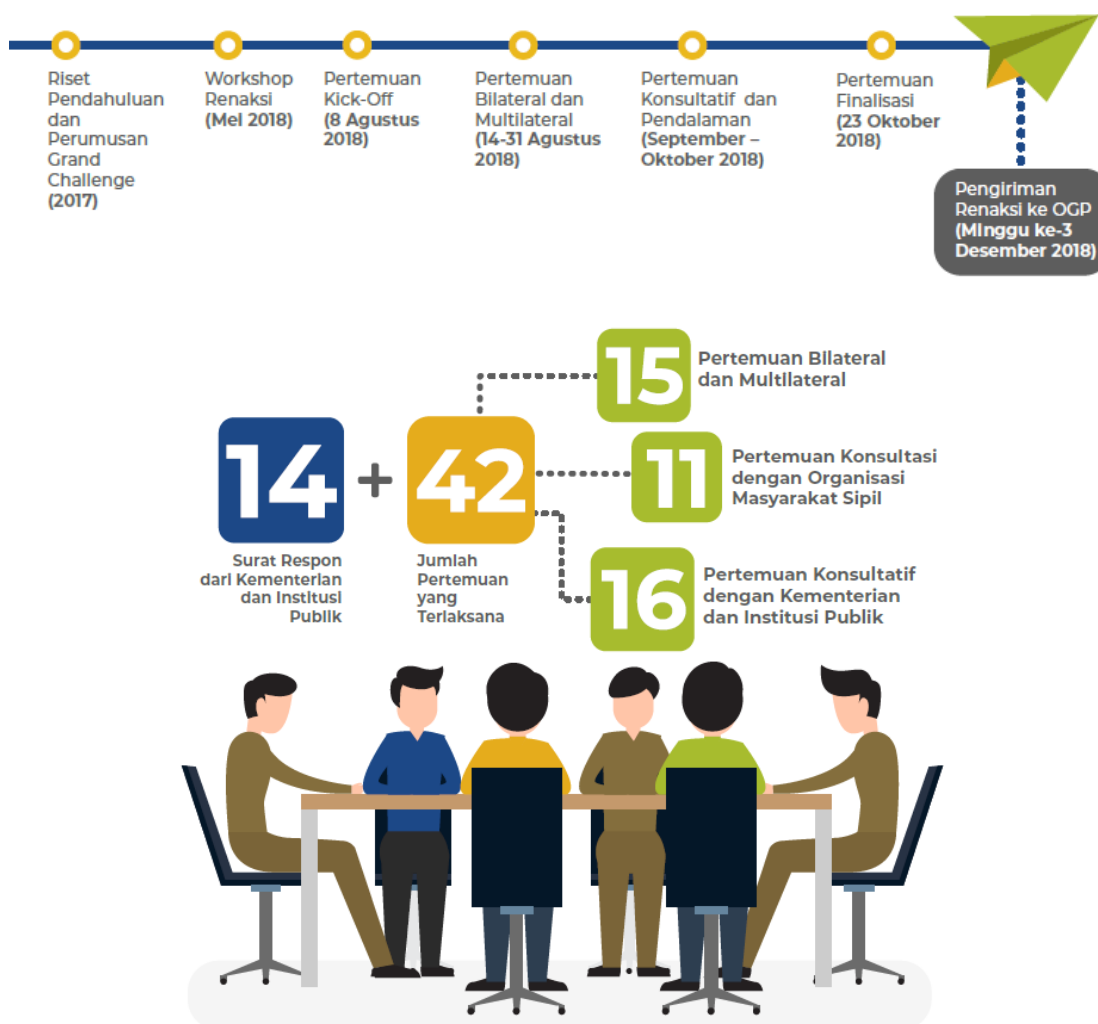 Riset
Pendahuluan
dan
Perumusan
Grand
Challenge
(2017)
Workshop
Renaksi
(Mei 2018)
Pertemuan
Kick-Off
(8 Agustus
2018)
Pertemuan
Bilateral dan
Multilateral
(14-31 Agustus
2018)
Pertemuan
Konsultatif dan
Pendalaman
(September –
Oktober 2018)
Pertemuan
Finalisasi
(23 Oktober
2018)
Pengiriman
Renaksi ke OGP
(Minggu ke-3
Desember 2018)
14
Surat Respon
dari Kementerian
dan Institusi
Publik
+
42
Jumlah
Pertemuan
yang
Terlaksana
15
Pertemuan Bilateral
dan Multilateral
11
Pertemuan Konsultasi
dengan Organisasi
Masyarakat Sipil
16
Pertemuan Konsultatif
dengan Kementerian
dan Institusi Publik